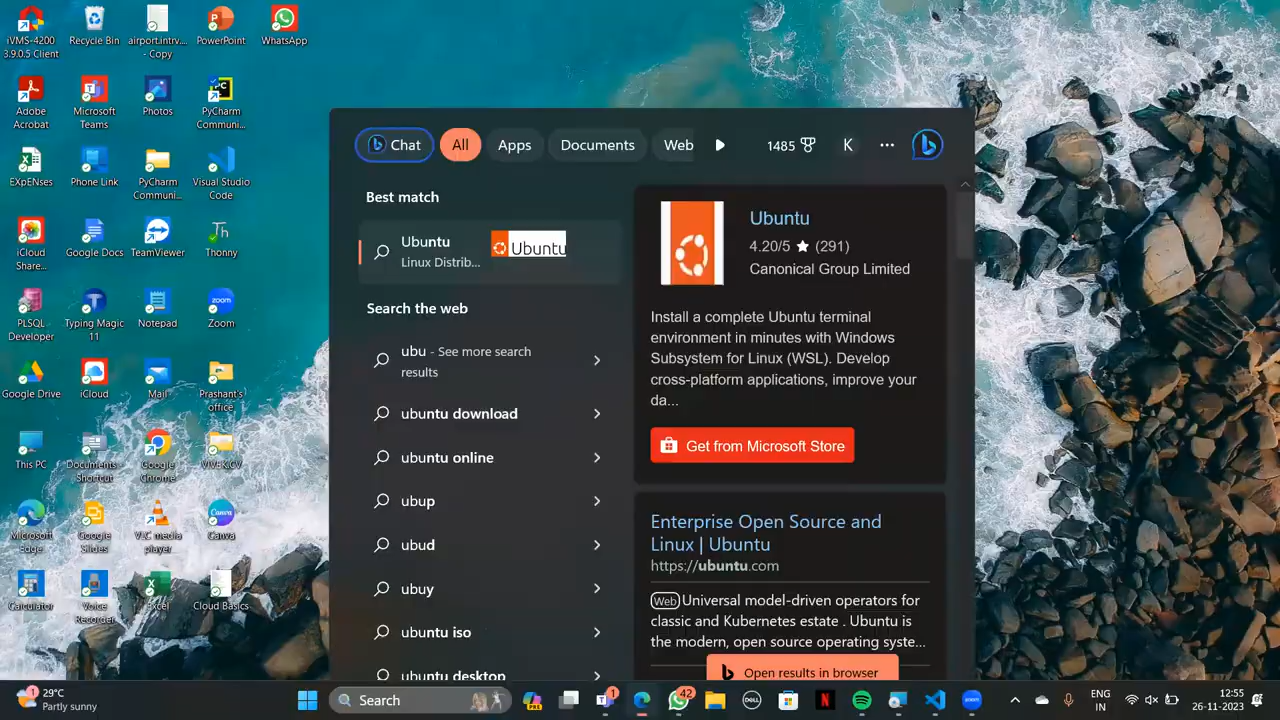 iVMS-4200
3.9.0.5 Client
Recycle Bin
airport.intrv...
- Copy
PowerPoint
WhatsApp
Adobe
Acrobat
Microsoft
Teams
Photos
PyCharm
Communi...
EXpENses
Phone Link
PyCharm
Communi...
Visual Studio
Code
iCloud
Share...
Google Docs
TeamViewer
Thonny
PLSQL
Developer
Typing Magic
11
Notepad
Zoom
Google Drive
iCloud
Mail
Prashant's
office
This PC
Documents -
Shortcut
Google
Chrome
VIVEK.CV
Microsoft
Edge
Google
Slides
VLC media
player
Canva
Calculator
Voice
Recorder
Excel
Cloud Basics
Chat
All
Apps
Documents
Web
1485
K
Best match
Ubuntu
Linux Distrib...
Ubuntu
Search the web
ubu - See more search
results
ubuntu download
ubuntu online
ubup
ubud
ubuy
ubuntu iso
ubuntu desktop
Ubuntu
4.20/5 ★ (291)
Canonical Group Limited
Install a complete Ubuntu terminal
environment in minutes with Windows
Subsystem for Linux (WSL). Develop
cross-platform applications, improve your
da...
Get from Microsoft Store
Enterprise Open Source and
Linux | Ubuntu
https://ubuntu.com
Web Universal model-driven operators for
classic and Kubernetes estate . Ubuntu is
the modern, open source operating syste...
Open results in browser
1
29°C
Partly sunny
Search
PRE
1
42
DELL
N
zoom
ENG
IN
12:55
26-11-2023